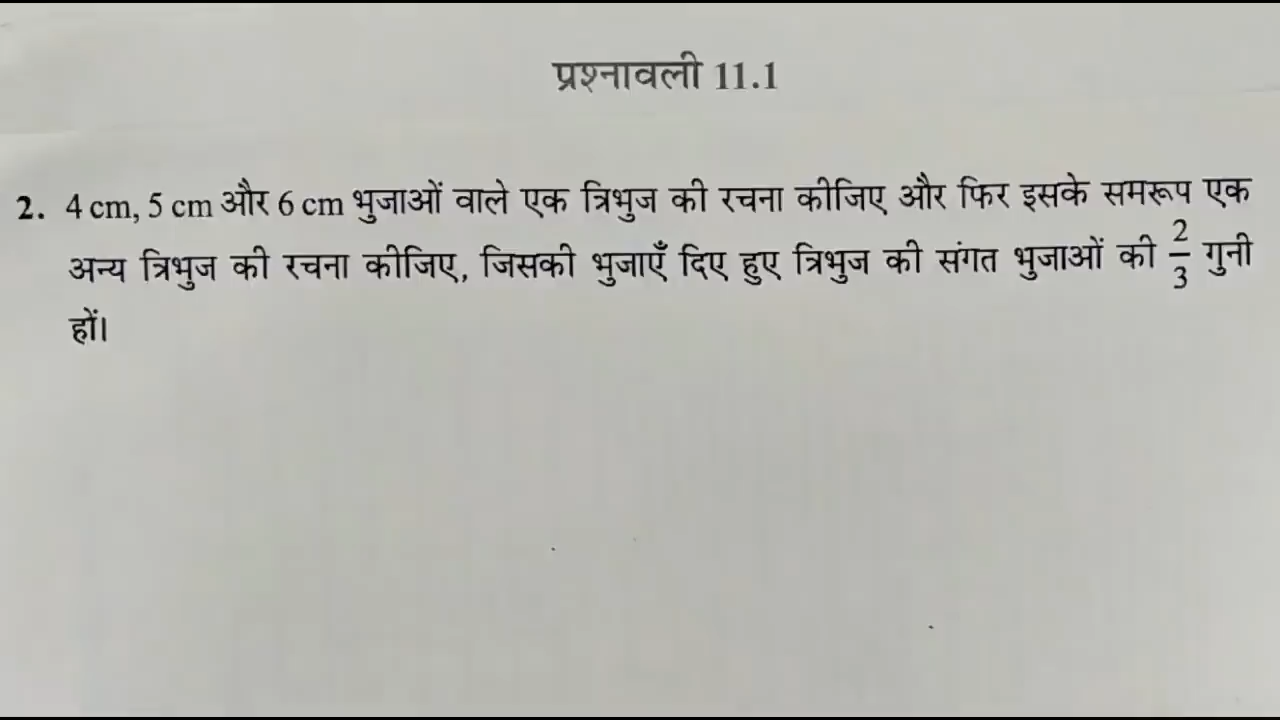 प्रश्नावली 11.1
2. 4 cm, 5 cm और 6 cm भुजाओं वाले एक त्रिभुज की रचना कीजिए और फिर इसके समरूप एक
अन्य त्रिभुज की रचना कीजिए, जिसकी भुजाएँ दिए हुए त्रिभुज की संगत भुजाओं की 2/3 गुनी
हों।